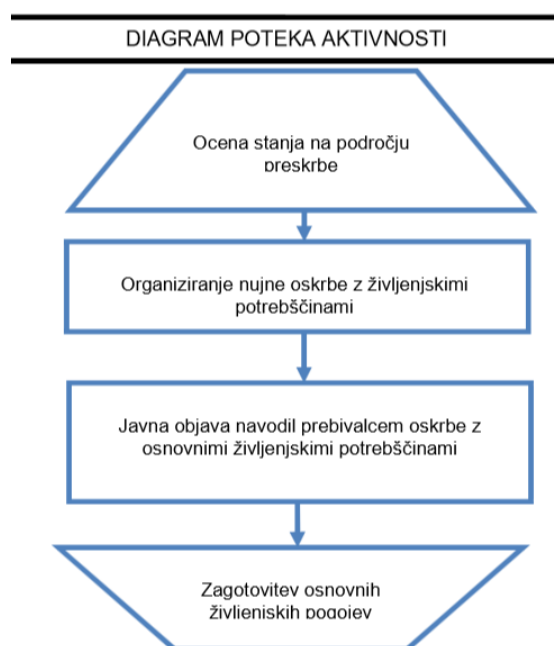 DIAGRAM POTEKA AKTIVNOSTI
Ocena stanja na področju
preskrbe
Organiziranje nujne oskrbe z življenjskimi
potrebščinami
Javna objava navodil prebivalcem oskrbe z
osnovnimi življenjskimi potrebščinami
Zagotovitev osnovnih
življenjskih pogojev